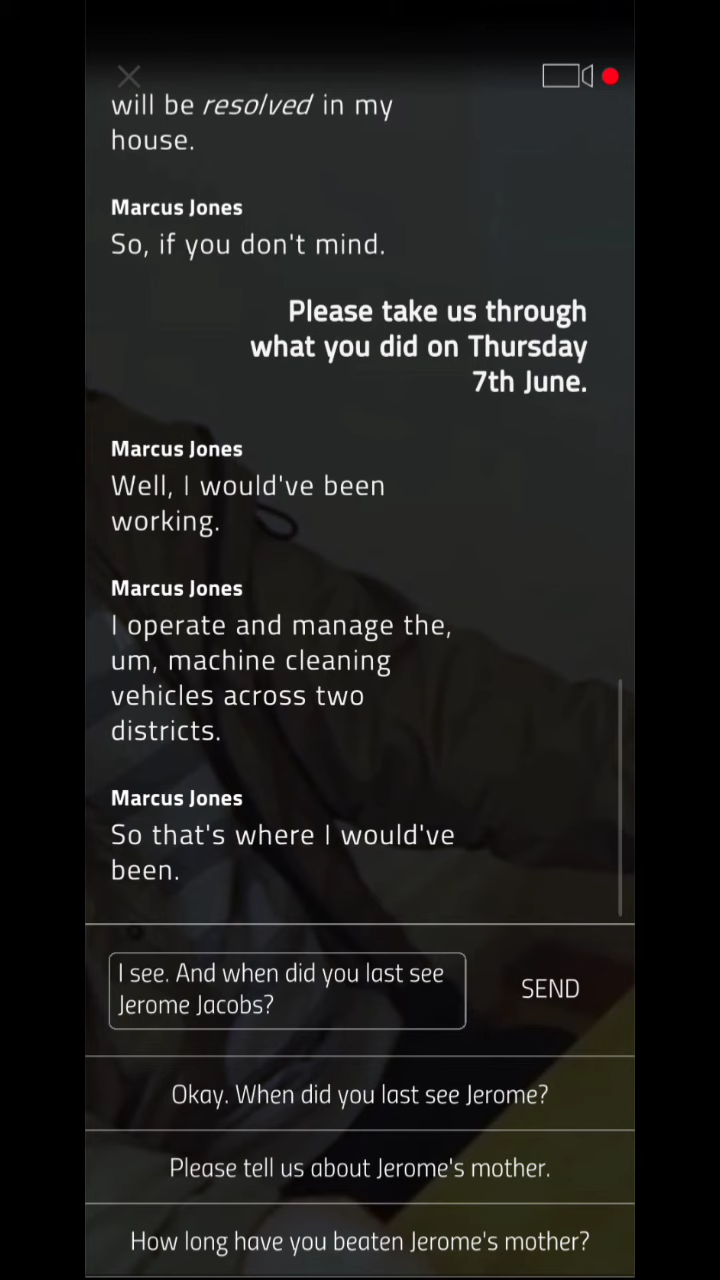 will be resolved in my
house.
Marcus Jones
So, if you don't mind.
Please take us through
what you did on Thursday
7th June.
Marcus Jones
Well, I would've been
working.
Marcus Jones
I operate and manage the,
um, machine cleaning
vehicles across two
districts.
Marcus Jones
So that's where I would've
been.
I see. And when did you last see
Jerome Jacobs?
SEND
Okay. When did you last see Jerome?
Please tell us about Jerome's mother.
How long have you beaten Jerome's mother?